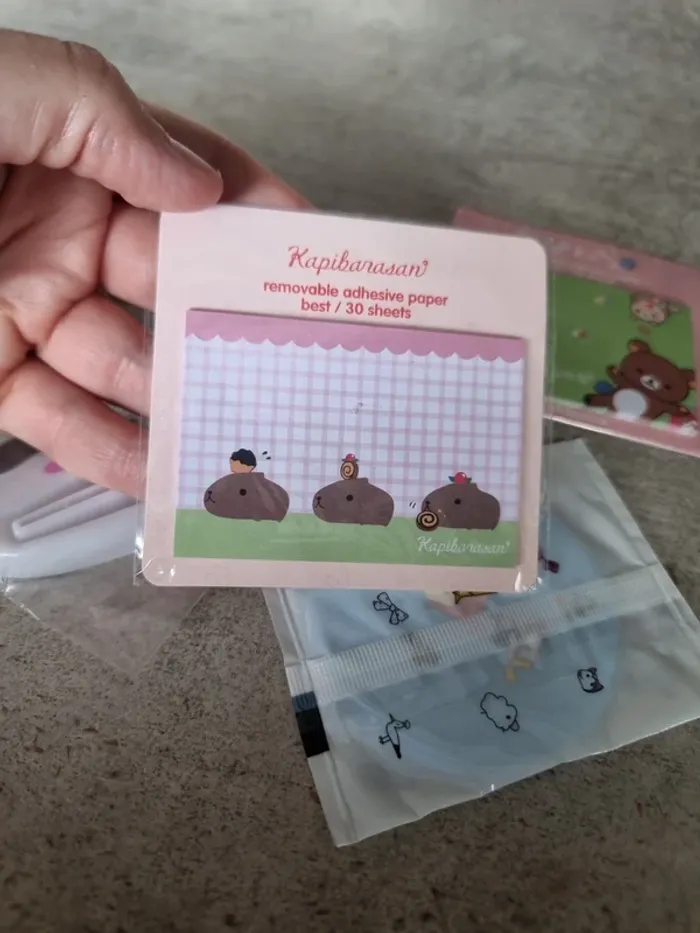 Kapibarasan
removable adhesive paper
best / 30 sheets
Kapibarasan